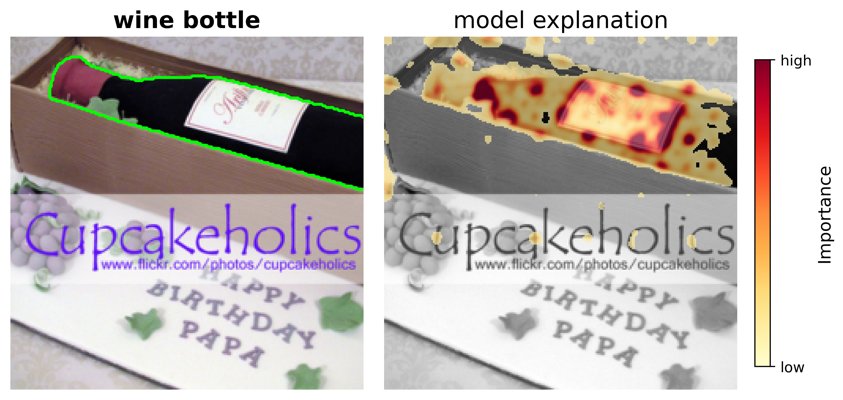 wine bottle
model explanation
high
Importance
low
Cupcakeholics
www.flickr.com/photos/cupcakeholics
HAPPY
BIRTHDAY
PAPA
Cupcakeholics
www.flickr.com/photos/cupcakeholics
HAPPY
BIRTHDAY
PAPA